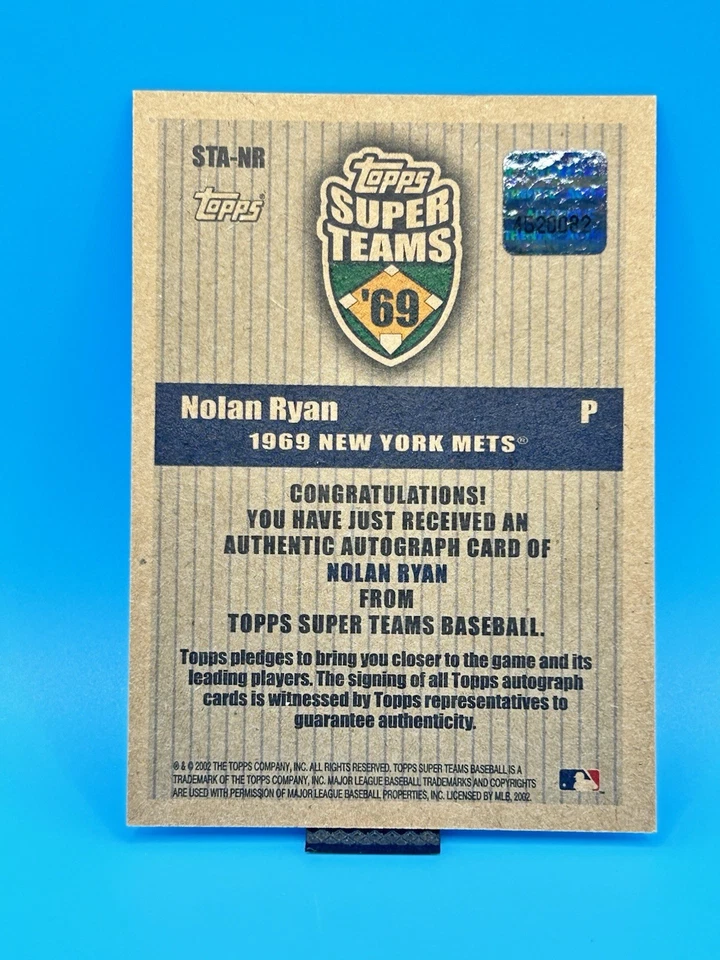 STA-NR
Topps®
Topps
SUPER
TEAMS
'69
Nolan Ryan P
1969 NEW YORK METS®
CONGRATULATIONS!
YOU HAVE JUST RECEIVED AN
AUTHENTIC AUTOGRAPH CARD OF
NOLAN RYAN
FROM
TOPPS SUPER TEAMS BASEBALL.
Topps pledges to bring you closer to the game and its
leading players. The signing of all Topps autograph
cards is witnessed by Topps representatives to
guarantee authenticity.
® & © 2002 THE TOPPS COMPANY, INC. ALL RIGHTS RESERVED. TOPPS SUPER TEAMS BASEBALL IS A
TRADEMARK OF THE TOPPS COMPANY, INC. MAJOR LEAGUE BASEBALL TRADEMARKS AND COPYRIGHTS
ARE USED WITH PERMISSION OF MAJOR LEAGUE BASEBALL PROPERTIES, INC. LICENSED BY MLB, 2002.